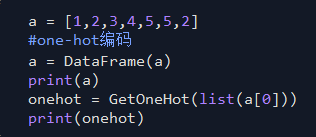 a = [1,2,3,4,5,5,2]
#one-hot编码
a = DataFrame(a)
print(a)
onehot = GetOneHot(list(a[0]))
print(onehot)